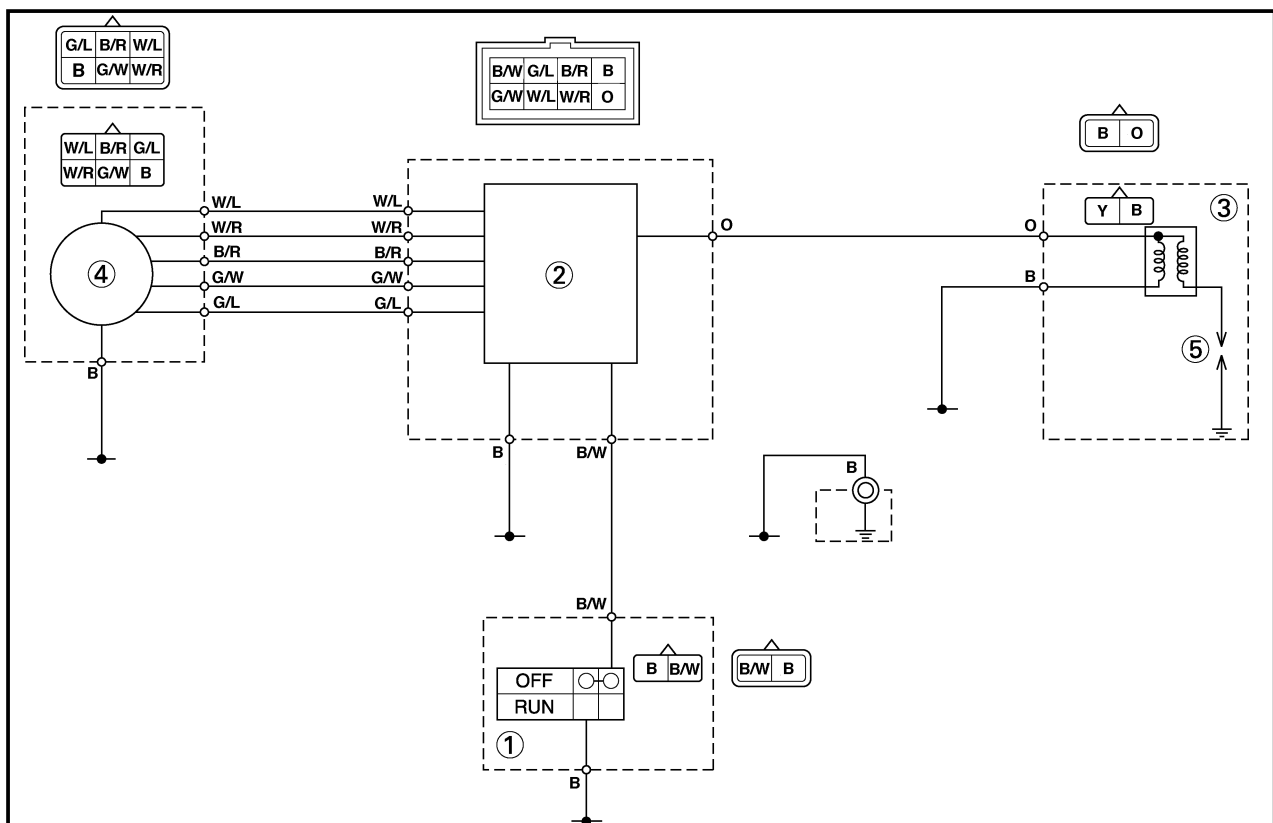 G/L B/R W/L
B G/W W/R
B/W G/L B/R B
G/W W/L W/R O
B O
W/L B/R G/L
W/R G/W B
Y B
③
W/L W/L
W/R W/R
O O
B/R B/R
④
②
G/W G/W
B
G/L G/L
⑤
B
B B/W
B
B/W
B B/W
B/W B
OFF
RUN
①
B